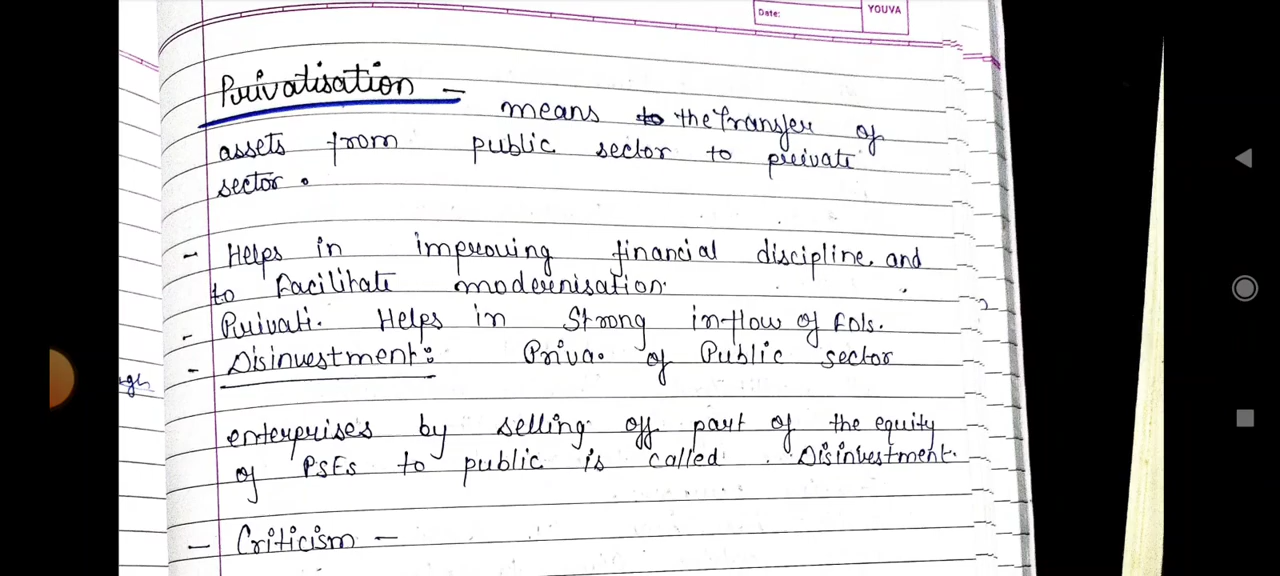 Date:
YOUVA
Privatisation -
means to the transfer of
assets from public sector to private
sector.
- Helps in improving financial discipline and
to facilitate modernisation.
- Privati. Helps in strong inflow of FDIs.
- Disinvestment: Priva. of Public sector
enterprises by selling off part of the equity
of PSEs to public is called Disinvestment.
- Criticism -